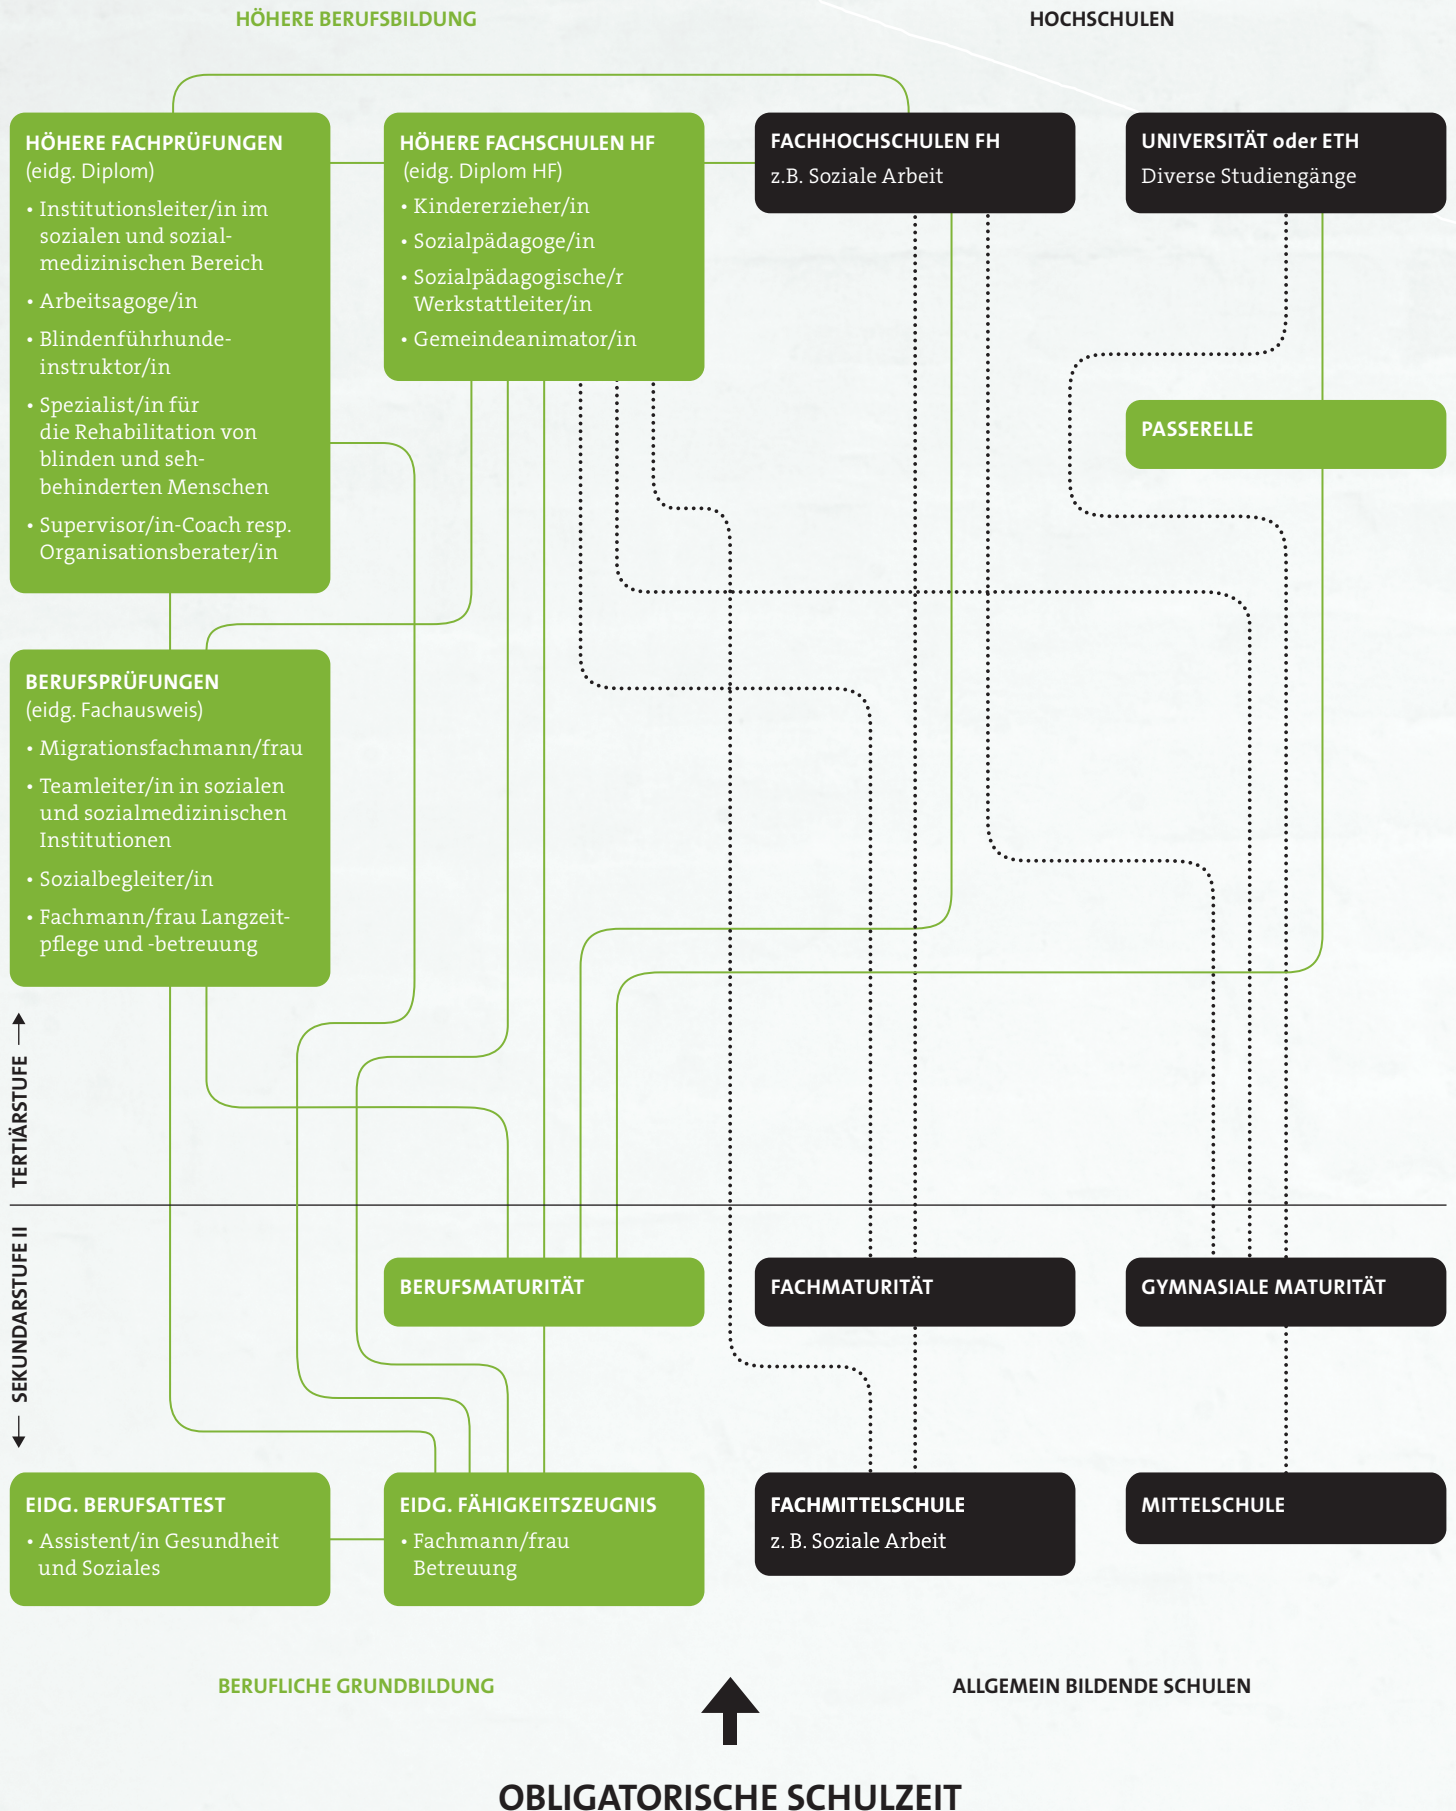 HÖHERE BERUFSBILDUNG
HOCHSCHULEN
HÖHERE FACHPRÜFUNGEN
(eidg. Diplom)
• Institutionsleiter/in im
sozialen und sozial-
medizinischen Bereich
• Arbeitsagoge/in
• Blindenführhunde-
instruktor/in
• Spezialist/in für
die Rehabilitation von
blinden und seh-
behinderten Menschen
• Supervisor/in-Coach resp.
Organisationsberater/in
HÖHERE FACHSCHULEN HF
(eidg. Diplom HF)
• Kindererzieher/in
• Sozialpädagoge/in
• Sozialpädagogische/r
Werkstattleiter/in
• Gemeindeanimator/in
FACHHOCHSCHULEN FH
z.B. Soziale Arbeit
UNIVERSITÄT oder ETH
Diverse Studiengänge
PASSERELLE
BERUFSPRÜFUNGEN
(eidg. Fachausweis)
• Migrationsfachmann/frau
• Teamleiter/in in sozialen
und sozialmedizinischen
Institutionen
• Sozialbegleiter/in
• Fachmann/frau Langzeit-
pflege und -betreuung
TERTIÄRSTUFE
SEKUNDARSTUFE II
BERUFSMATURITÄT
FACHMATURITÄT
GYMNASIALE MATURITÄT
EIDG. BERUFSATTEST
• Assistent/in Gesundheit
und Soziales
EIDG. FÄHIGKEITSZEUGNIS
• Fachmann/frau
Betreuung
FACHMITTELSCHULE
z. B. Soziale Arbeit
MITTELSCHULE
BERUFLICHE GRUNDBILDUNG
ALLGEMEIN BILDENDE SCHULEN
OBLIGATORISCHE SCHULZEIT